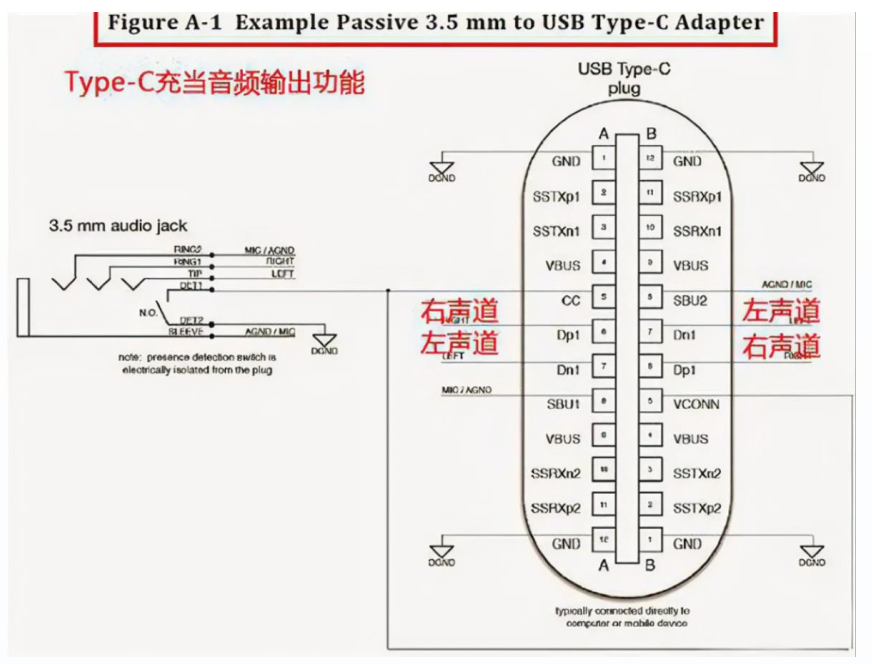 Figure A-1 Example Passive 3.5 mm to USB Type-C Adapter
Type-C充当音频输出功能
USB Type-C
plug
A B
GND 1 12 GND
DGND
DGND
SSTXp1 2 11 SSRXp1
SSTXn1 3 10 SSRXn1
VBUS 4 9 VBUS
CC 5 8 SBU2
AGND / MIC
右声道
左声道
Dp1 6 7 Dn1
左声道
右声道
LEFT
Dn1 7 6 Dp1
MIC / AGND
SBU1 8 5 VCONN
VBUS 9 4 VBUS
SSRXn2 10 3 SSTXn2
SSRXp2 11 2 SSTXp2
GND 12 1 GND
DGND
DGND
A B
typically connected directly to
computer or mobile device
3.5 mm audio jack
RING2 MIC / AGND
RING1 RIGHT
TIP LEFT
DET1
N.O.
DET2
SLEEVE AGND / MIC
DGND
note: presence detection switch is
electrically isolated from the plug